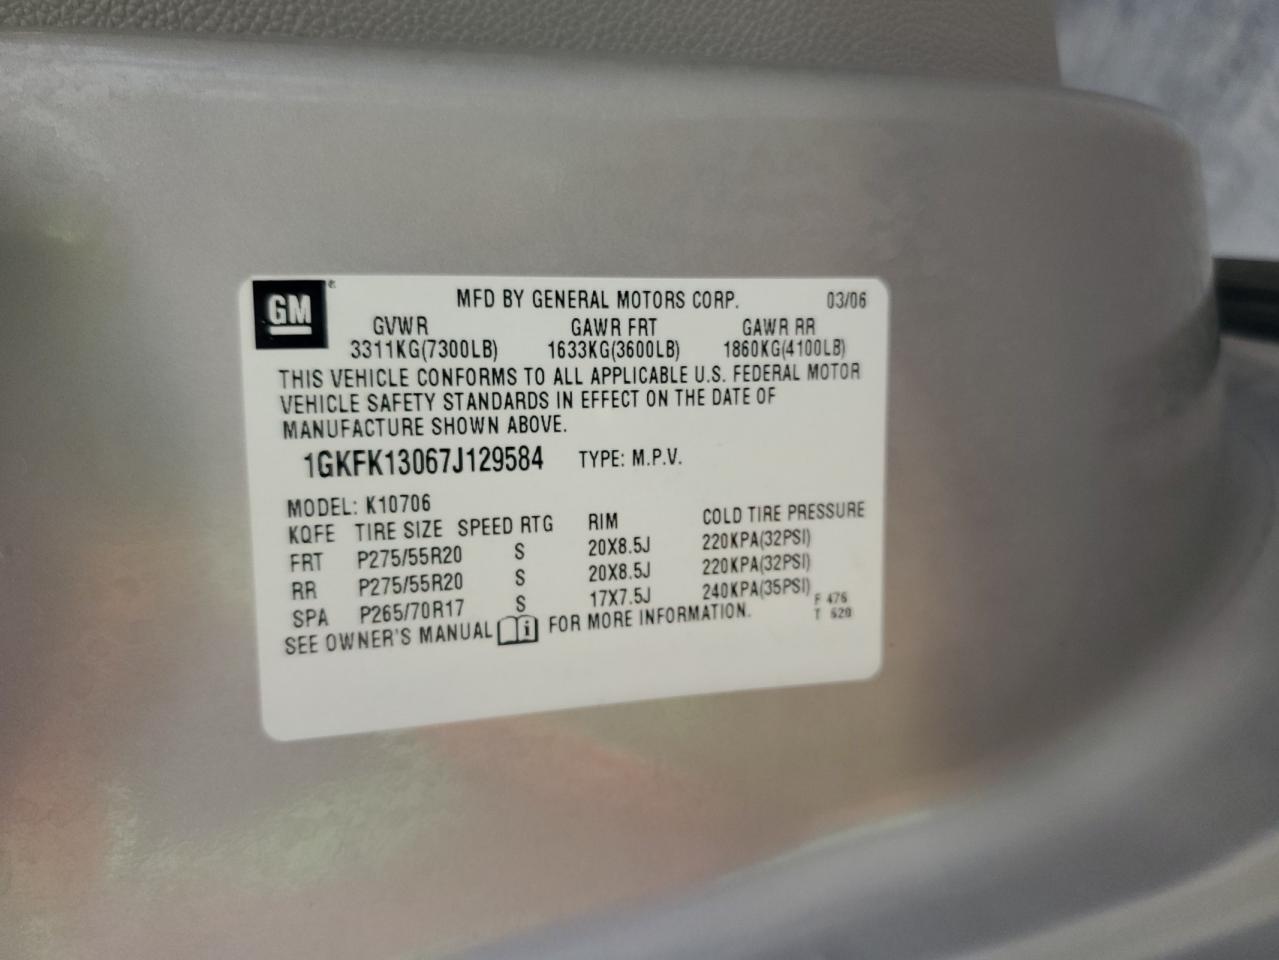 GM® MFD BY GENERAL MOTORS CORP. 03/06
GVWR GAWR FRT GAWR RR
3311KG(7300LB) 1633KG(3600LB) 1860KG(4100LB)
THIS VEHICLE CONFORMS TO ALL APPLICABLE U.S. FEDERAL MOTOR
VEHICLE SAFETY STANDARDS IN EFFECT ON THE DATE OF
MANUFACTURE SHOWN ABOVE.
1GKFK13067J129584 TYPE: M.P.V.
MODEL: K10706
KQFE TIRE SIZE SPEED RTG RIM COLD TIRE PRESSURE
FRT P275/55R20 S 20X8.5J 220KPA(32PSI)
RR P275/55R20 S 20X8.5J 220KPA(32PSI)
SPA P265/70R17 S 17X7.5J 240KPA(35PSI) F 476
SEE OWNER'S MANUAL i FOR MORE INFORMATION. T 620